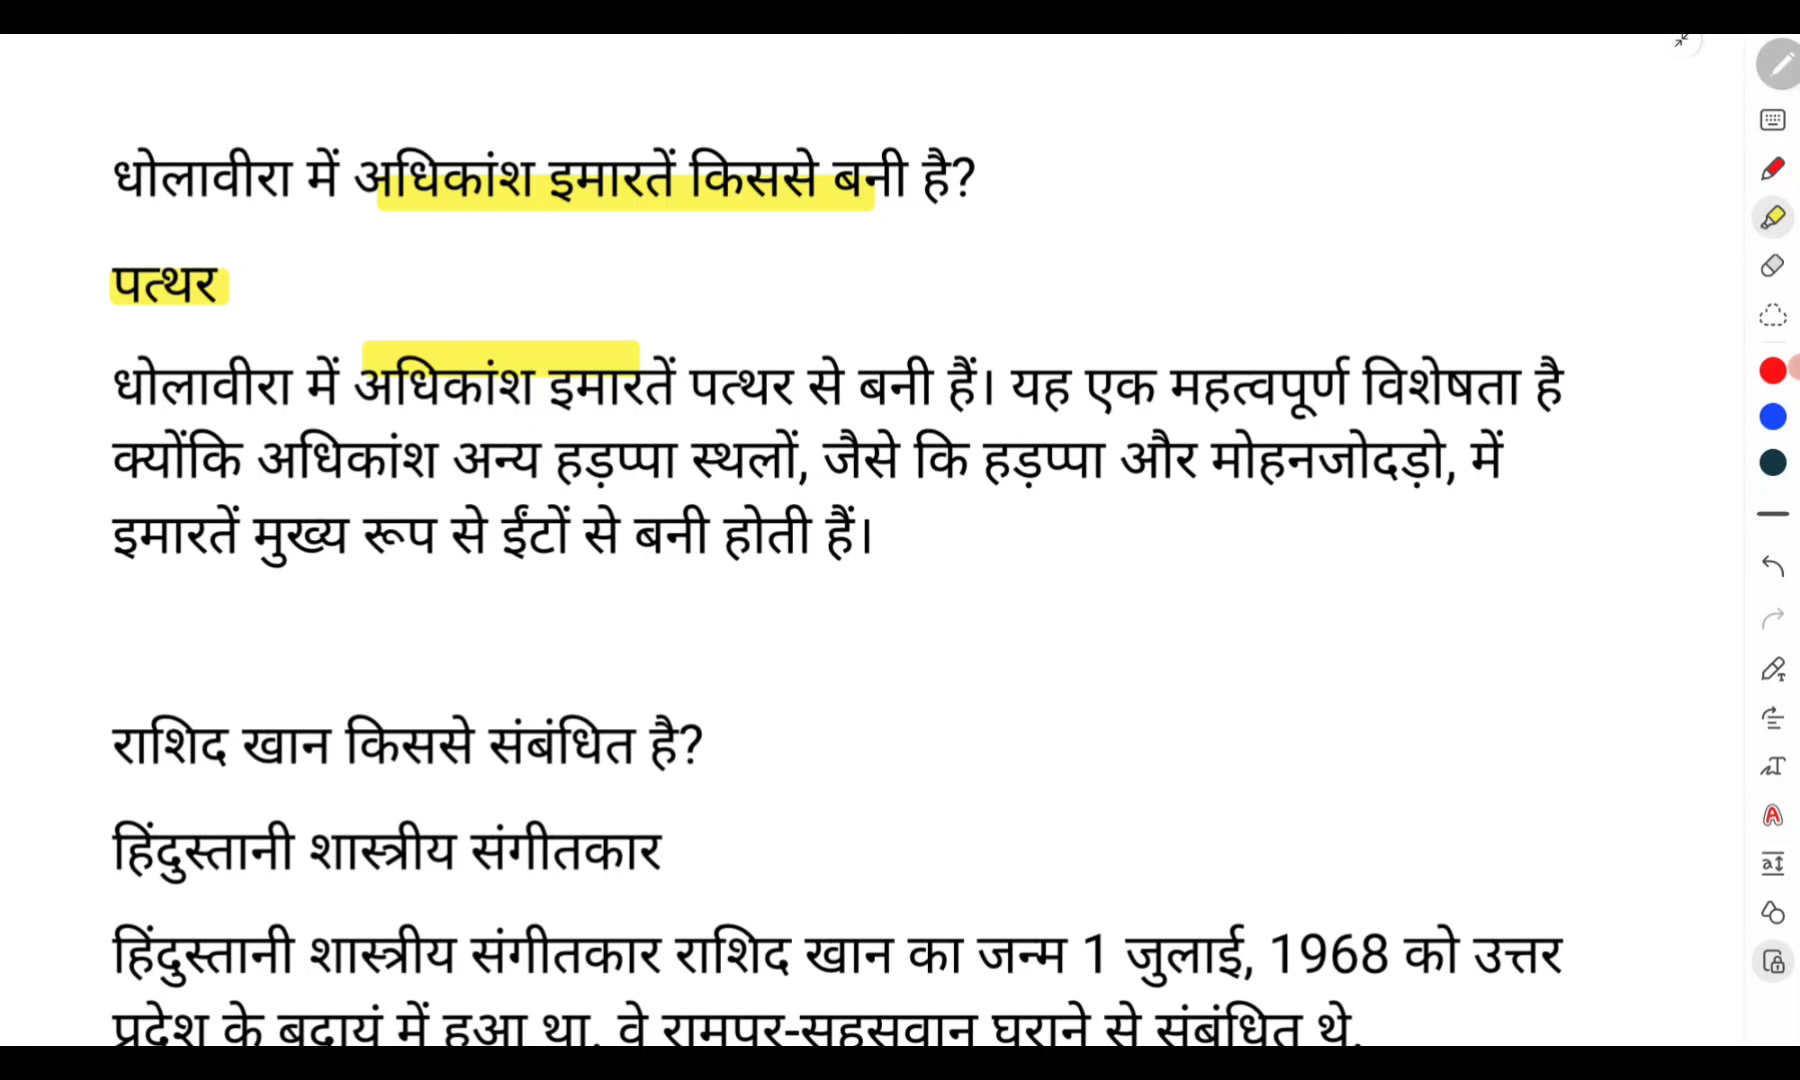 धोलावीरा में अधिकांश इमारतें किससे बनी है?
पत्थर
धोलावीरा में अधिकांश इमारतें पत्थर से बनी हैं। यह एक महत्वपूर्ण विशेषता है
क्योंकि अधिकांश अन्य हड़प्पा स्थलों, जैसे कि हड़प्पा और मोहनजोदड़ो, में
इमारतें मुख्य रूप से ईंटों से बनी होती हैं।
राशिद खान किससे संबंधित है?
हिंदुस्तानी शास्त्रीय संगीतकार
हिंदुस्तानी शास्त्रीय संगीतकार राशिद खान का जन्म 1 जुलाई, 1968 को उत्तर
प्रदेश के बदायूं में हुआ था. वे रामपुर-सहसवान घराने से संबंधित थे.